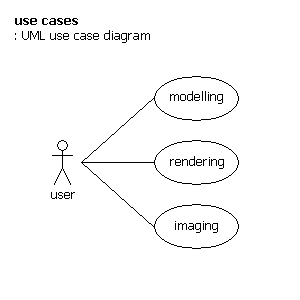 use cases
: UML use case diagram
modelling
rendering
user
imaging